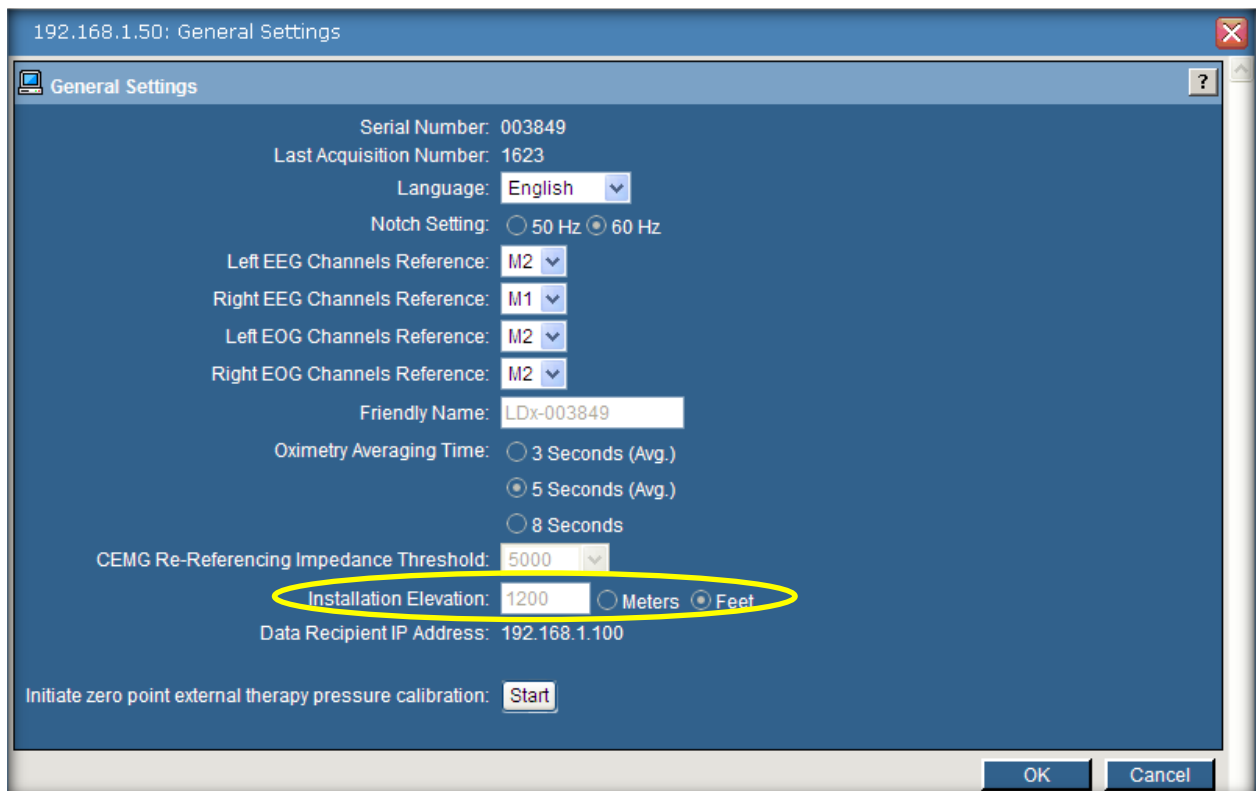 192.168.1.50: General Settings
General Settings ?
Serial Number: 003849
Last Acquisition Number: 1623
Language: English
Notch Setting: 50 Hz 60 Hz
Left EEG Channels Reference: M2
Right EEG Channels Reference: M1
Left EOG Channels Reference: M2
Right EOG Channels Reference: M2
Friendly Name: LDx-003849
Oximetry Averaging Time: 3 Seconds (Avg.)
5 Seconds (Avg.)
8 Seconds
CEMG Re-Referencing Impedance Threshold: 5000
Installation Elevation: 1200 Meters Feet
Data Recipient IP Address: 192.168.1.100
Initiate zero point external therapy pressure calibration: Start
OK Cancel